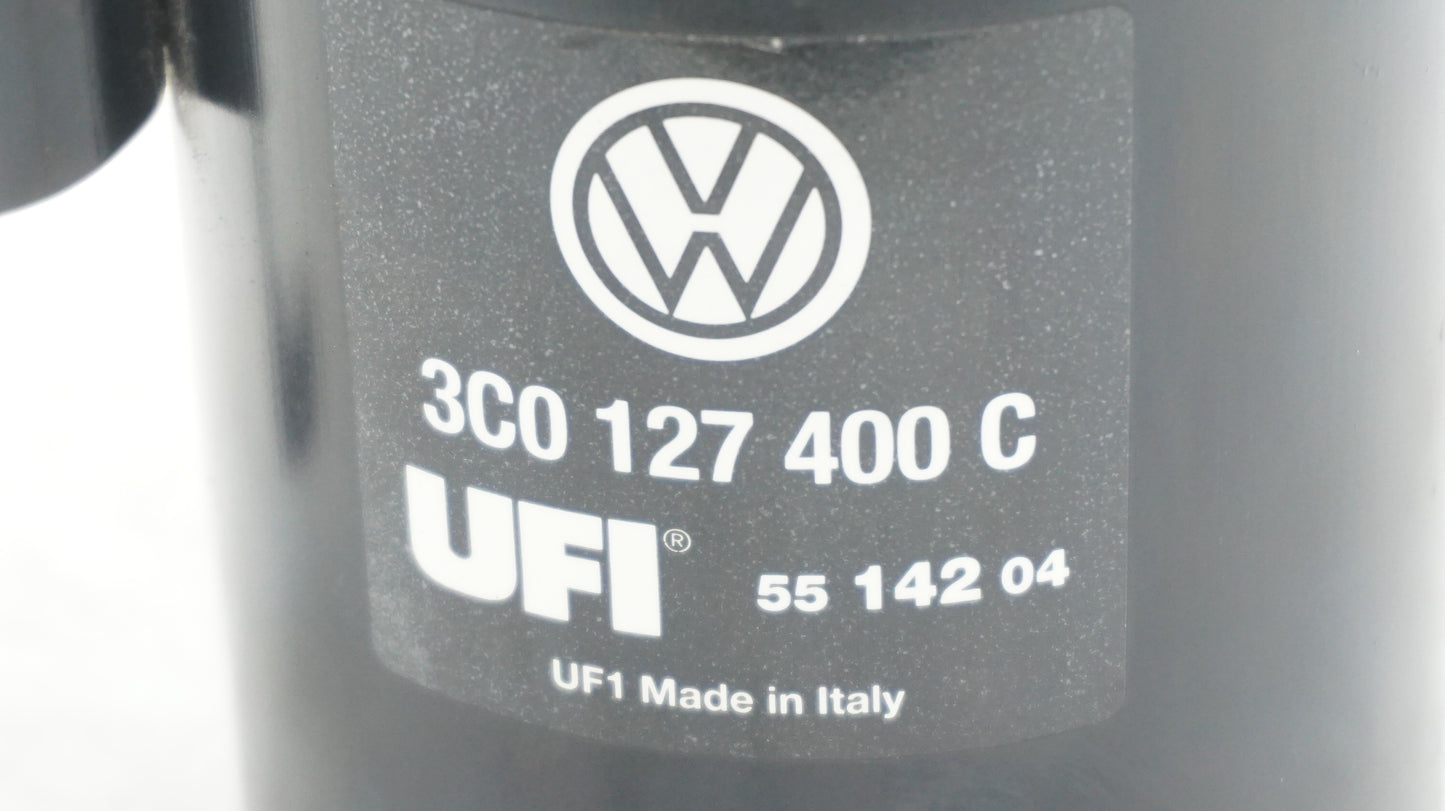 3C0 127 400 C
UFI® 55 142 04
UF1 Made in Italy